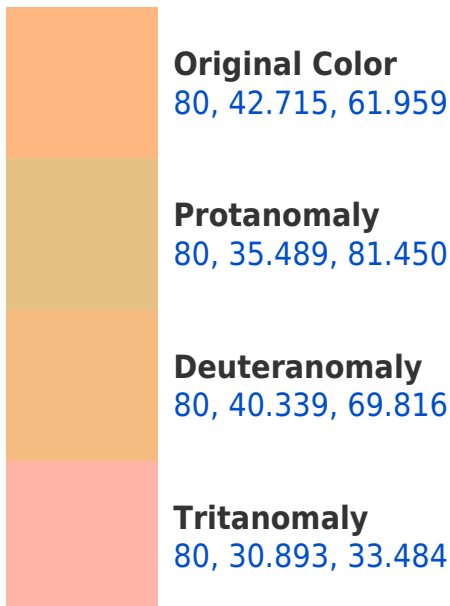 Original Color
80, 42.715, 61.959
Protanomaly
80, 35.489, 81.450
Deuteranomaly
80, 40.339, 69.816
Tritanomaly
80, 30.893, 33.484